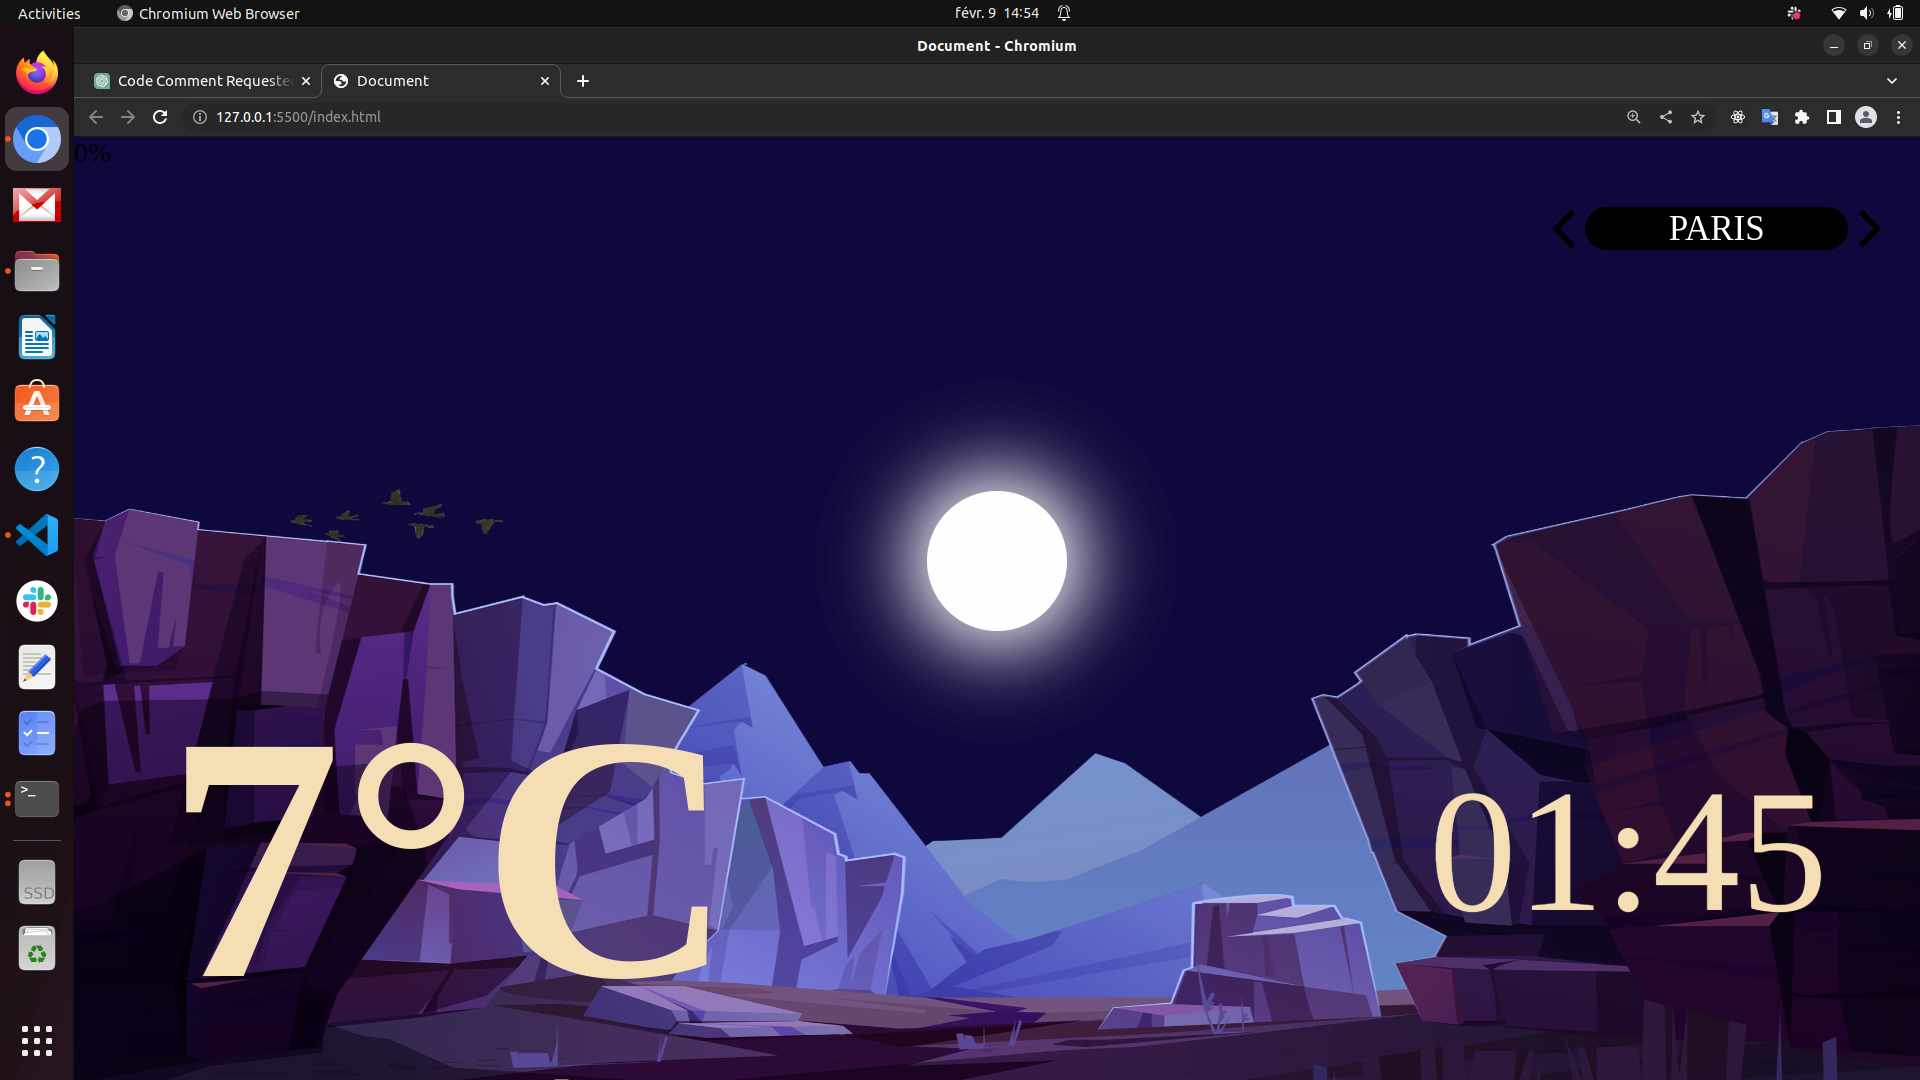 Activities
Chromium Web Browser
févr. 9 14:54
Document - Chromium
Code Comment Requeste
Document
127.0.0.1:5500/index.html
0%
PARIS
7°C
01:45
?
>_
SSD